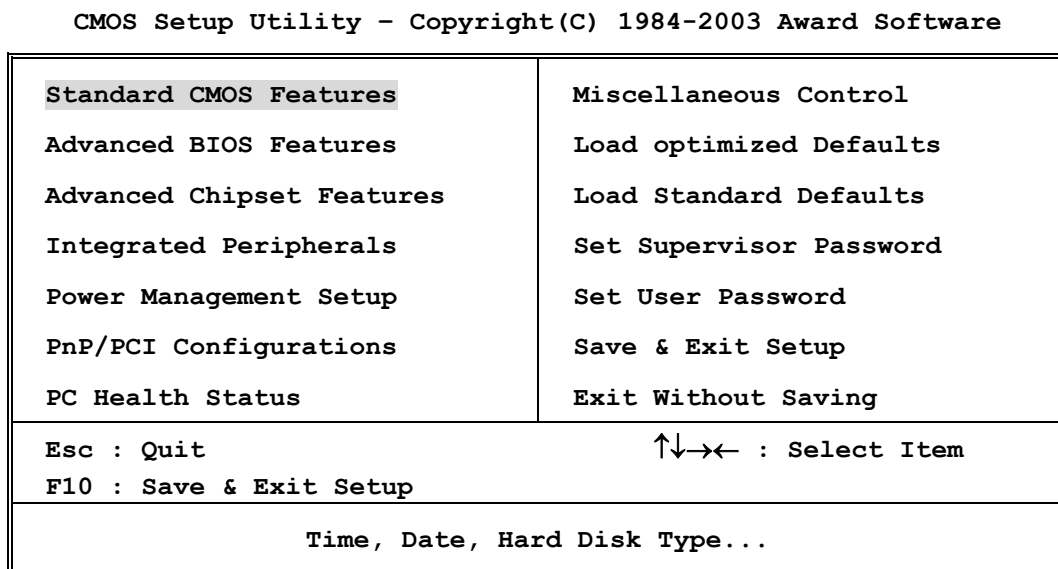 CMOS Setup Utility – Copyright(C) 1984-2003 Award Software
Standard CMOS Features
Advanced BIOS Features
Advanced Chipset Features
Integrated Peripherals
Power Management Setup
PnP/PCI Configurations
PC Health Status
Miscellaneous Control
Load optimized Defaults
Load Standard Defaults
Set Supervisor Password
Set User Password
Save & Exit Setup
Exit Without Saving
Esc : Quit
F10 : Save & Exit Setup
↑↓→← : Select Item
Time, Date, Hard Disk Type...